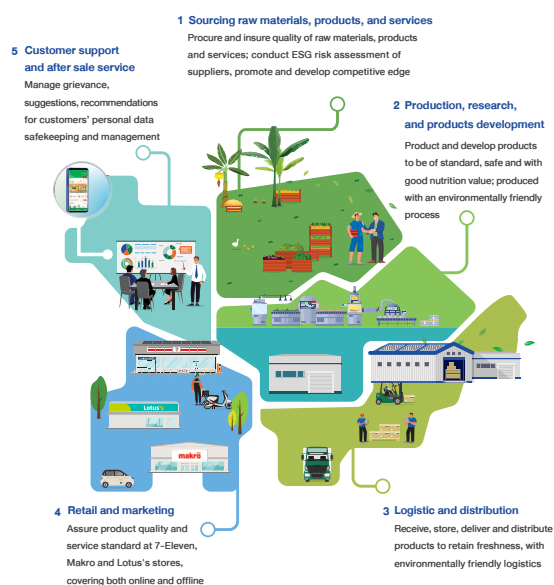 1 Sourcing raw materials, products, and services
Procure and insure quality of raw materials, products
and services; conduct ESG risk assessment of
suppliers, promote and develop competitive edge
2 Production, research,
and products development
Product and develop products
to be of standard, safe and with
good nutrition value; produced
with an environmentally friendly
process
3 Logistic and distribution
Receive, store, deliver and distribute
products to retain freshness, with
environmentally friendly logistics
4 Retail and marketing
Assure product quality and
service standard at 7-Eleven,
Makro and Lotus's stores,
covering both online and offline
5 Customer support
and after sale service
Manage grievance,
suggestions, recommendations
for customers' personal data
safekeeping and management
Lotus's
makro